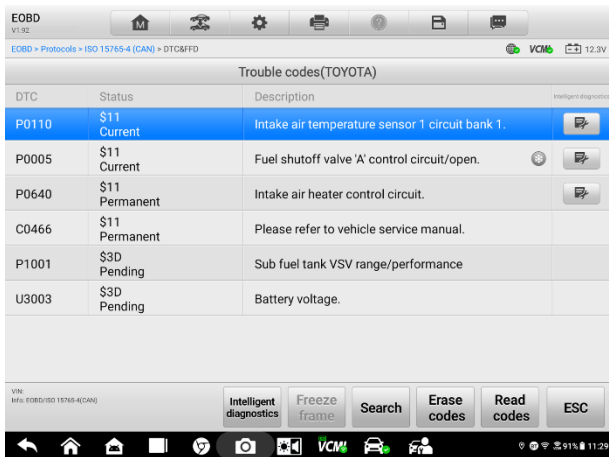 EOBD
V1.92
EOBD > Protocols > ISO 15765-4 (CAN) > DTC&FFD
VCMI
12.3V
Trouble codes(TOYOTA)
DTC Status Description Intelligent diagnostics
P0110 $11 Current Intake air temperature sensor 1 circuit bank 1.
P0005 $11 Current Fuel shutoff valve 'A' control circuit/open.
P0640 $11 Permanent Intake air heater control circuit.
C0466 $11 Permanent Please refer to vehicle service manual.
P1001 $3D Pending Sub fuel tank VSV range/performance
U3003 $3D Pending Battery voltage.
VIN:
Info: EOBD/ISO 15765-4(CAN)
Intelligent diagnostics
Freeze frame
Search
Erase codes
Read codes
ESC
VCMI
91% 11:29